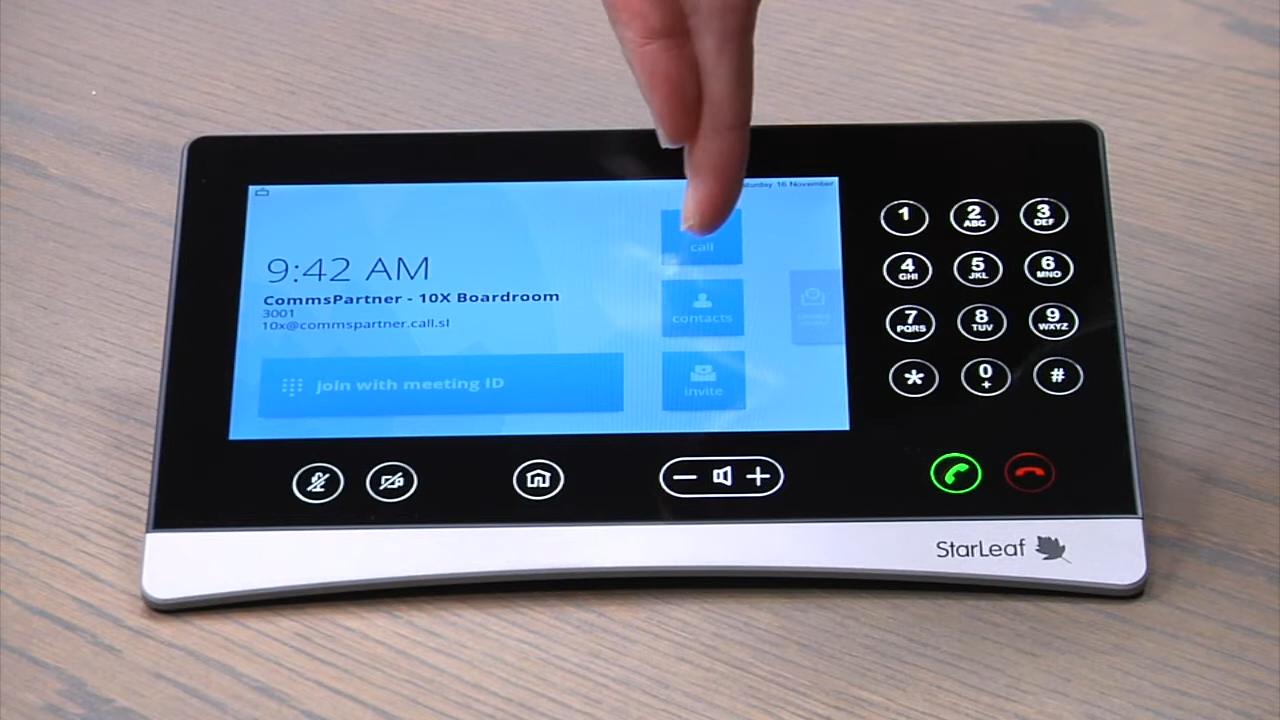 16 November
9:42 AM
CommsPartner - 10X Boardroom
3001
10x@commspartner.call.sl
join with meeting ID
call
contacts
invite
1
2
ABC
3
DEF
4
GHI
5
JKL
6
MNO
7
PQRS
8
TUV
9
WXYZ
*
0
+
#
StarLeaf